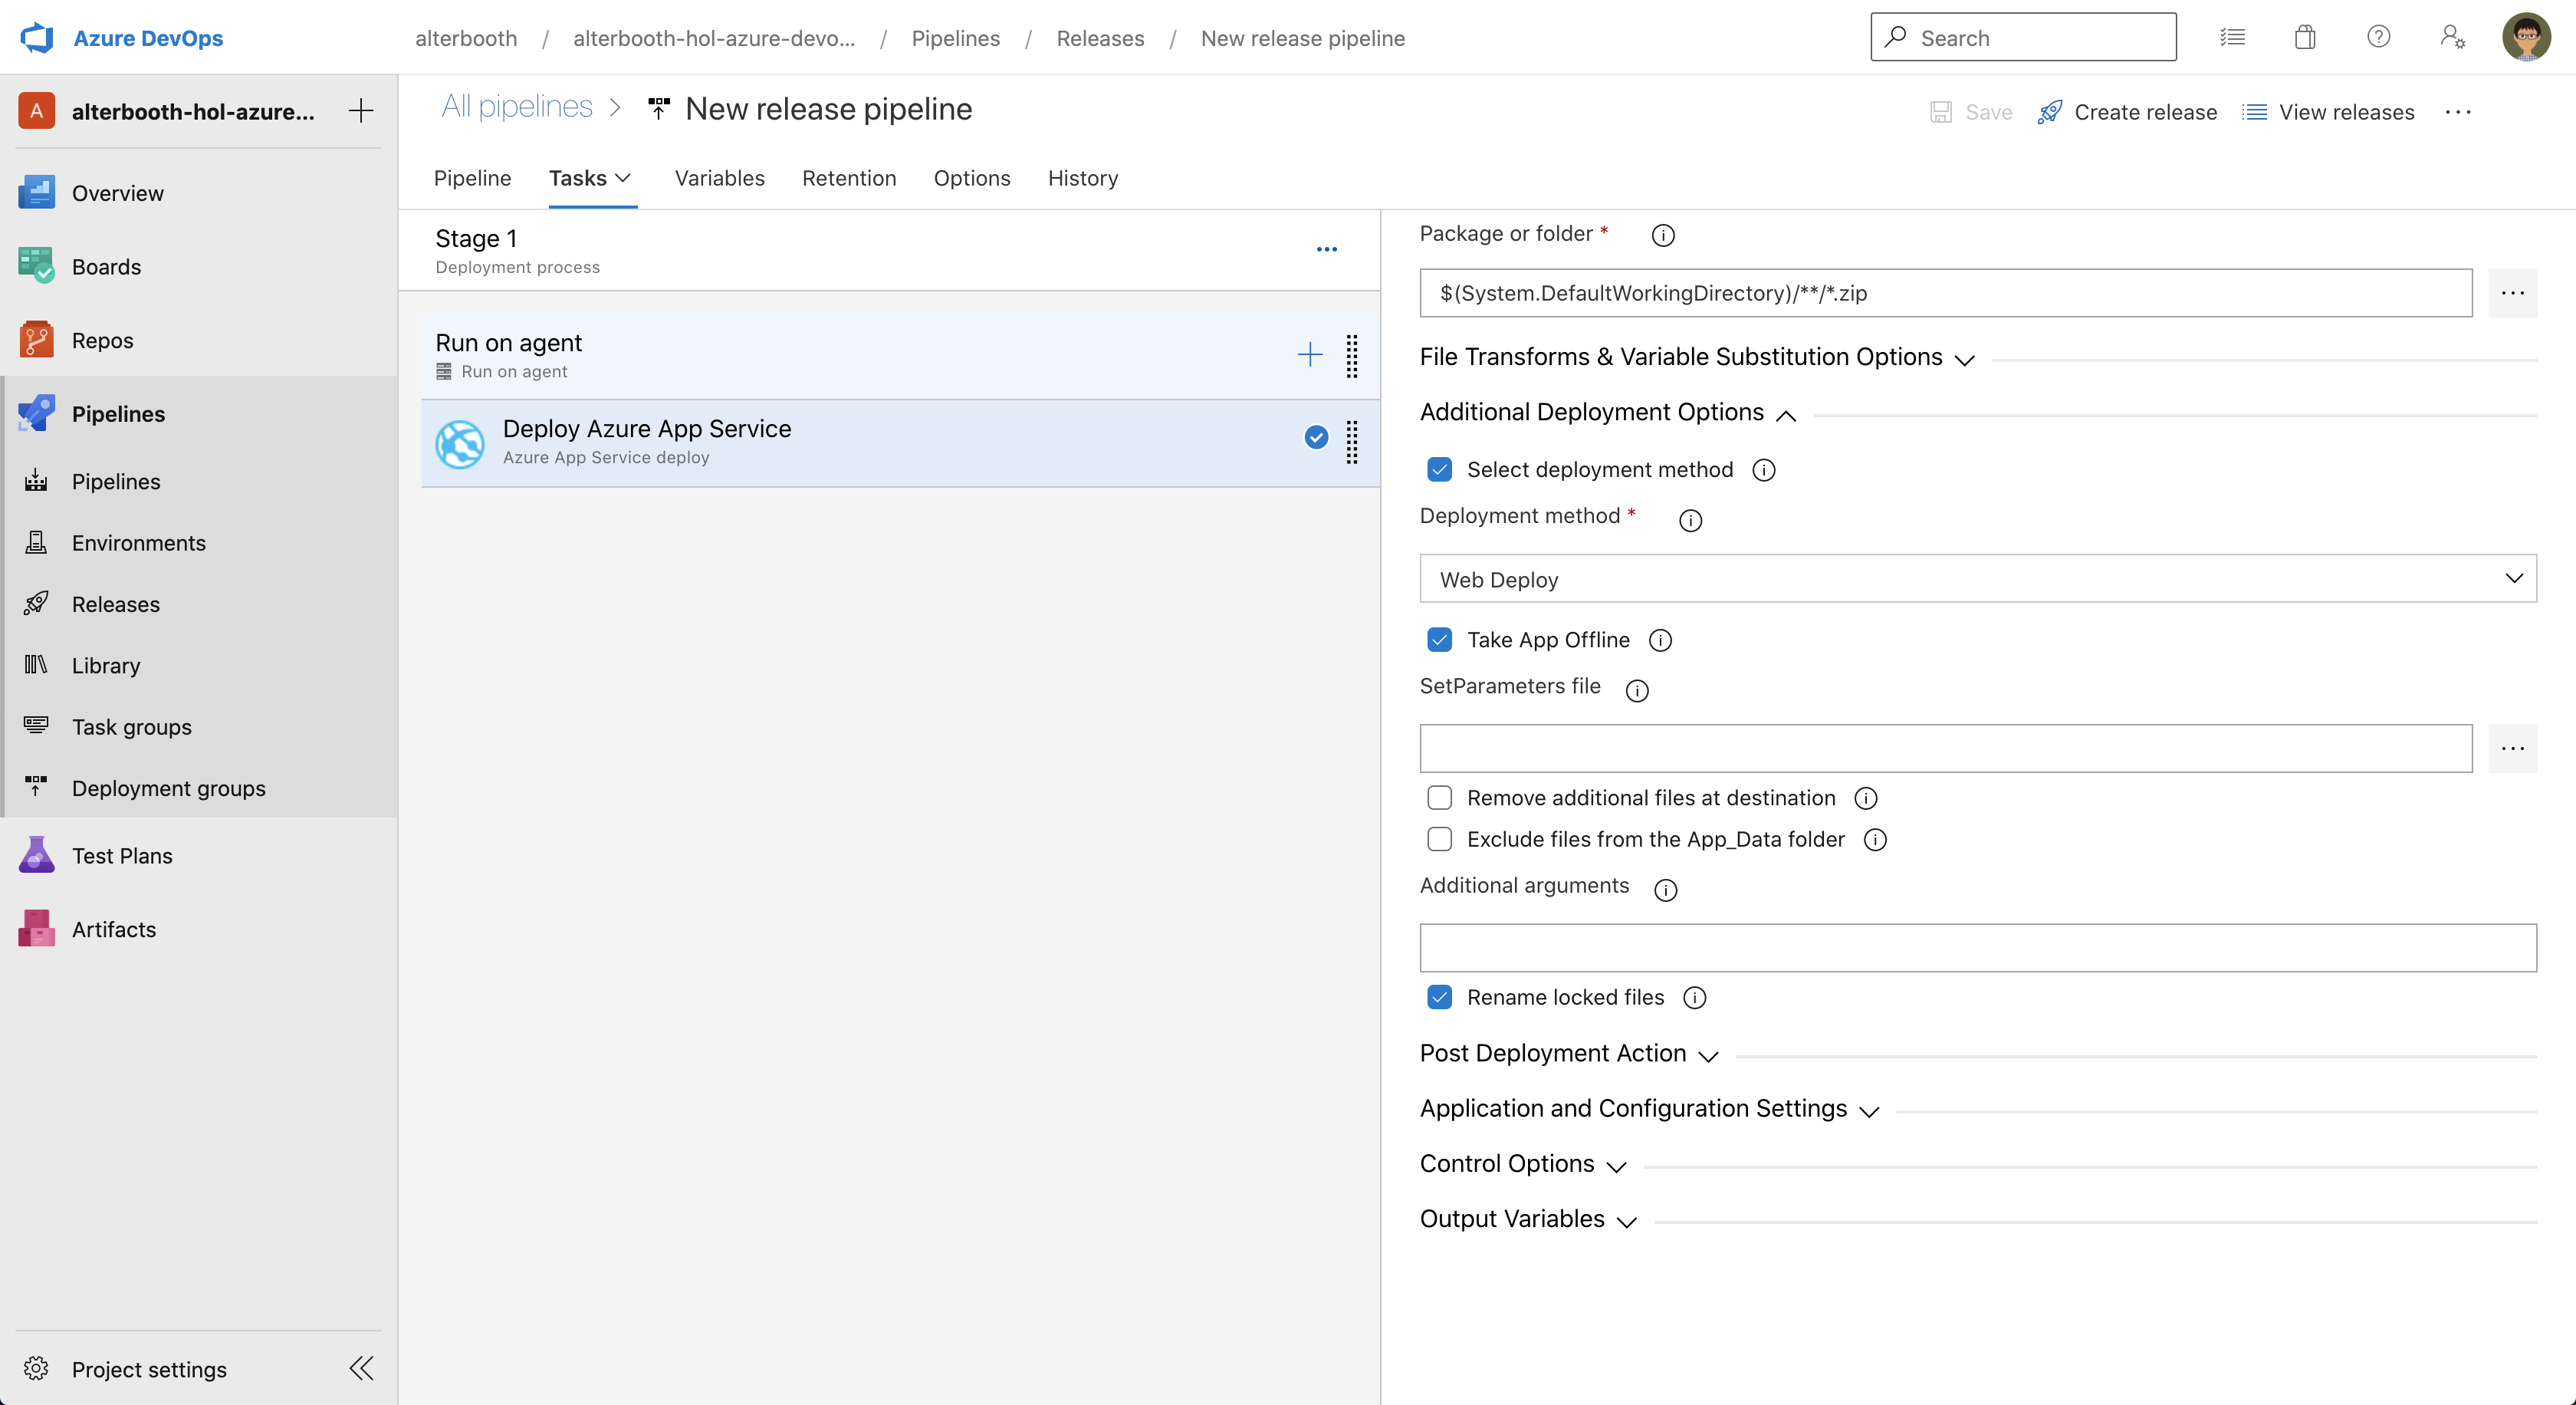 Azure DevOps
alterbooth / alterbooth-hol-azure-devo... / Pipelines / Releases / New release pipeline
Search
A alterbooth-hol-azure...
Overview
Boards
Repos
Pipelines
Pipelines
Environments
Releases
Library
Task groups
Deployment groups
Test Plans
Artifacts
Project settings
All pipelines > New release pipeline
Save
Create release
View releases
Pipeline
Tasks
Variables
Retention
Options
History
Stage 1
Deployment process
Run on agent
Run on agent
Deploy Azure App Service
Azure App Service deploy
Package or folder *
$(System.DefaultWorkingDirectory)/**/*.zip
File Transforms & Variable Substitution Options
Additional Deployment Options
Select deployment method
Deployment method *
Web Deploy
Take App Offline
SetParameters file
Remove additional files at destination
Exclude files from the App_Data folder
Additional arguments
Rename locked files
Post Deployment Action
Application and Configuration Settings
Control Options
Output Variables